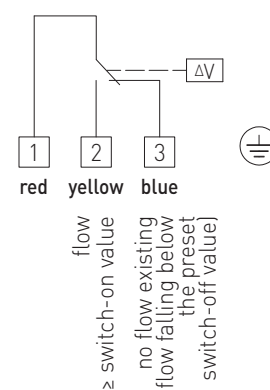 ΔV
1 2 3
red yellow blue
flow
≥ switch-on value
no flow existing
flow falling below
the preset
switch-off value)